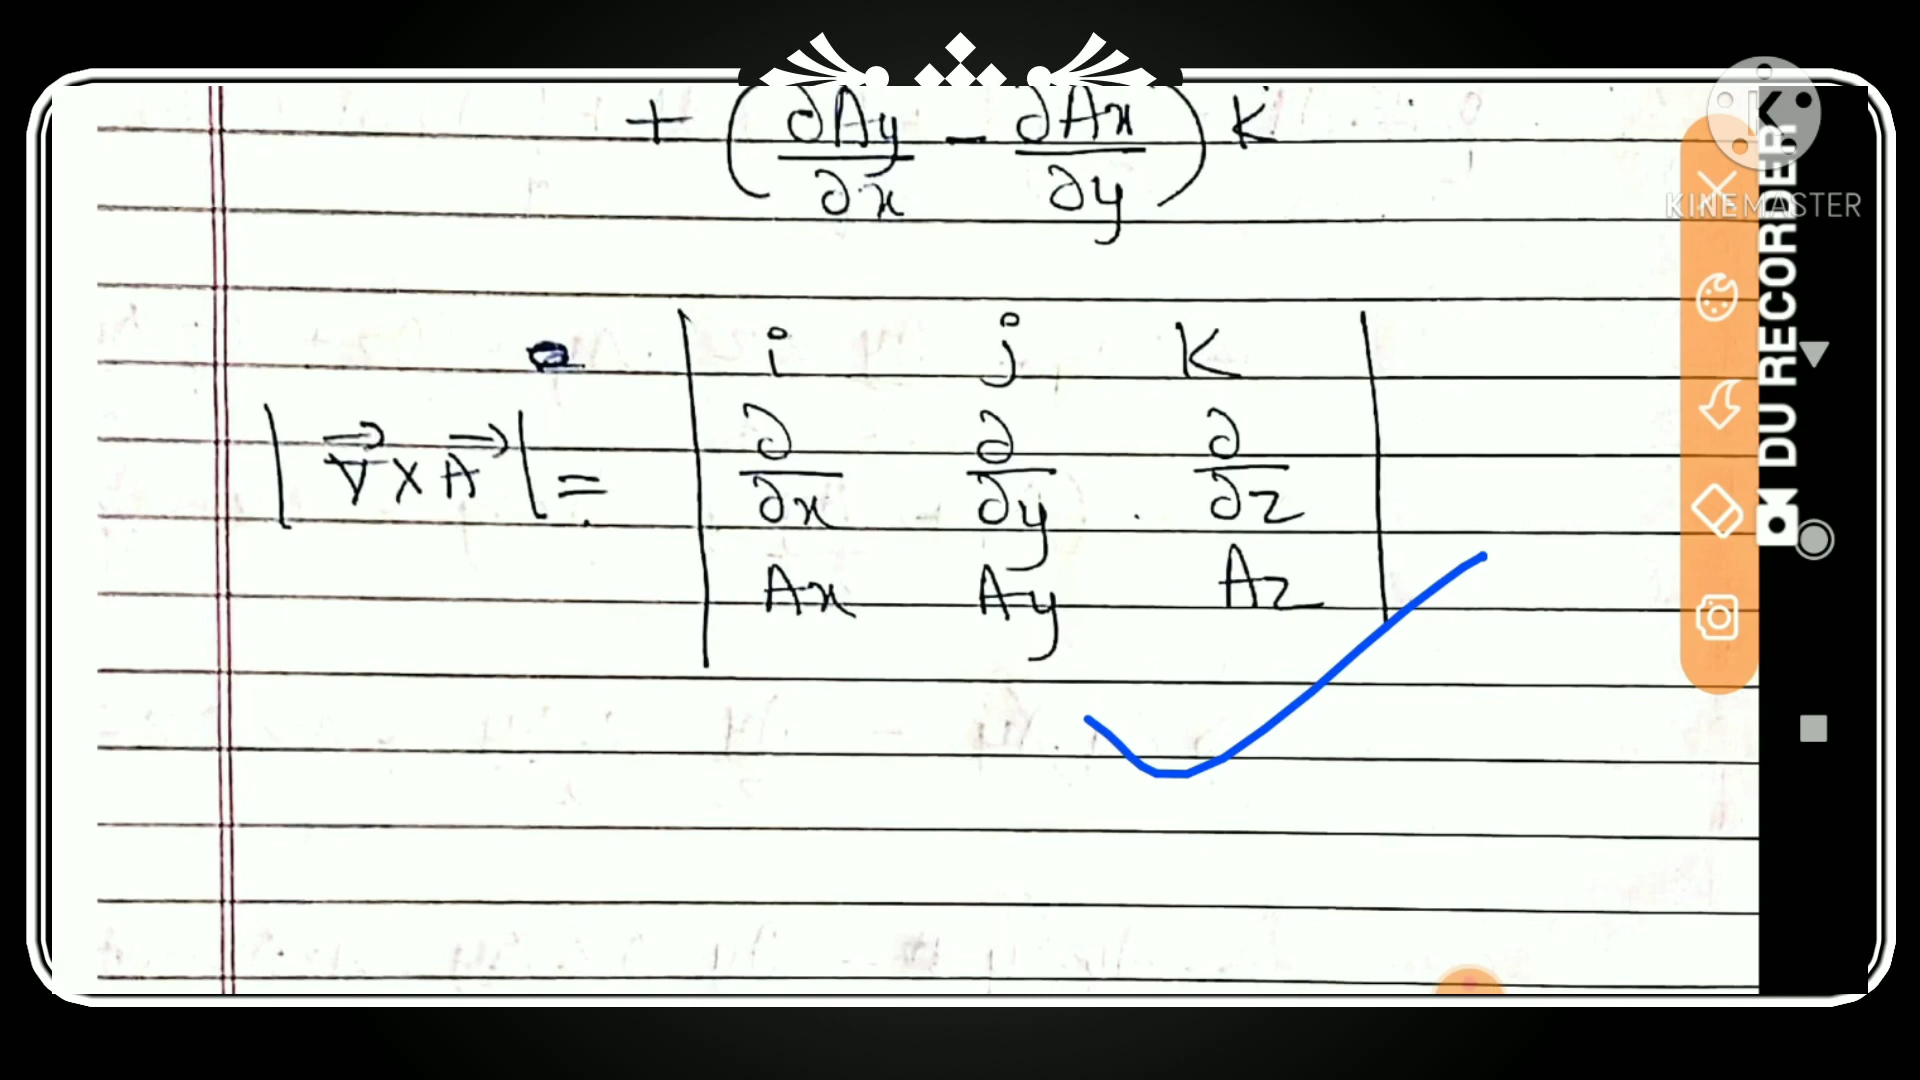 + (∂Ay/∂x - ∂Ax/∂y) K
| i j K |
|∇⃗ × A⃗| = | ∂/∂x ∂/∂y ∂/∂z |
| Ax Ay Az |
KINEMASTER
DU RECORDER